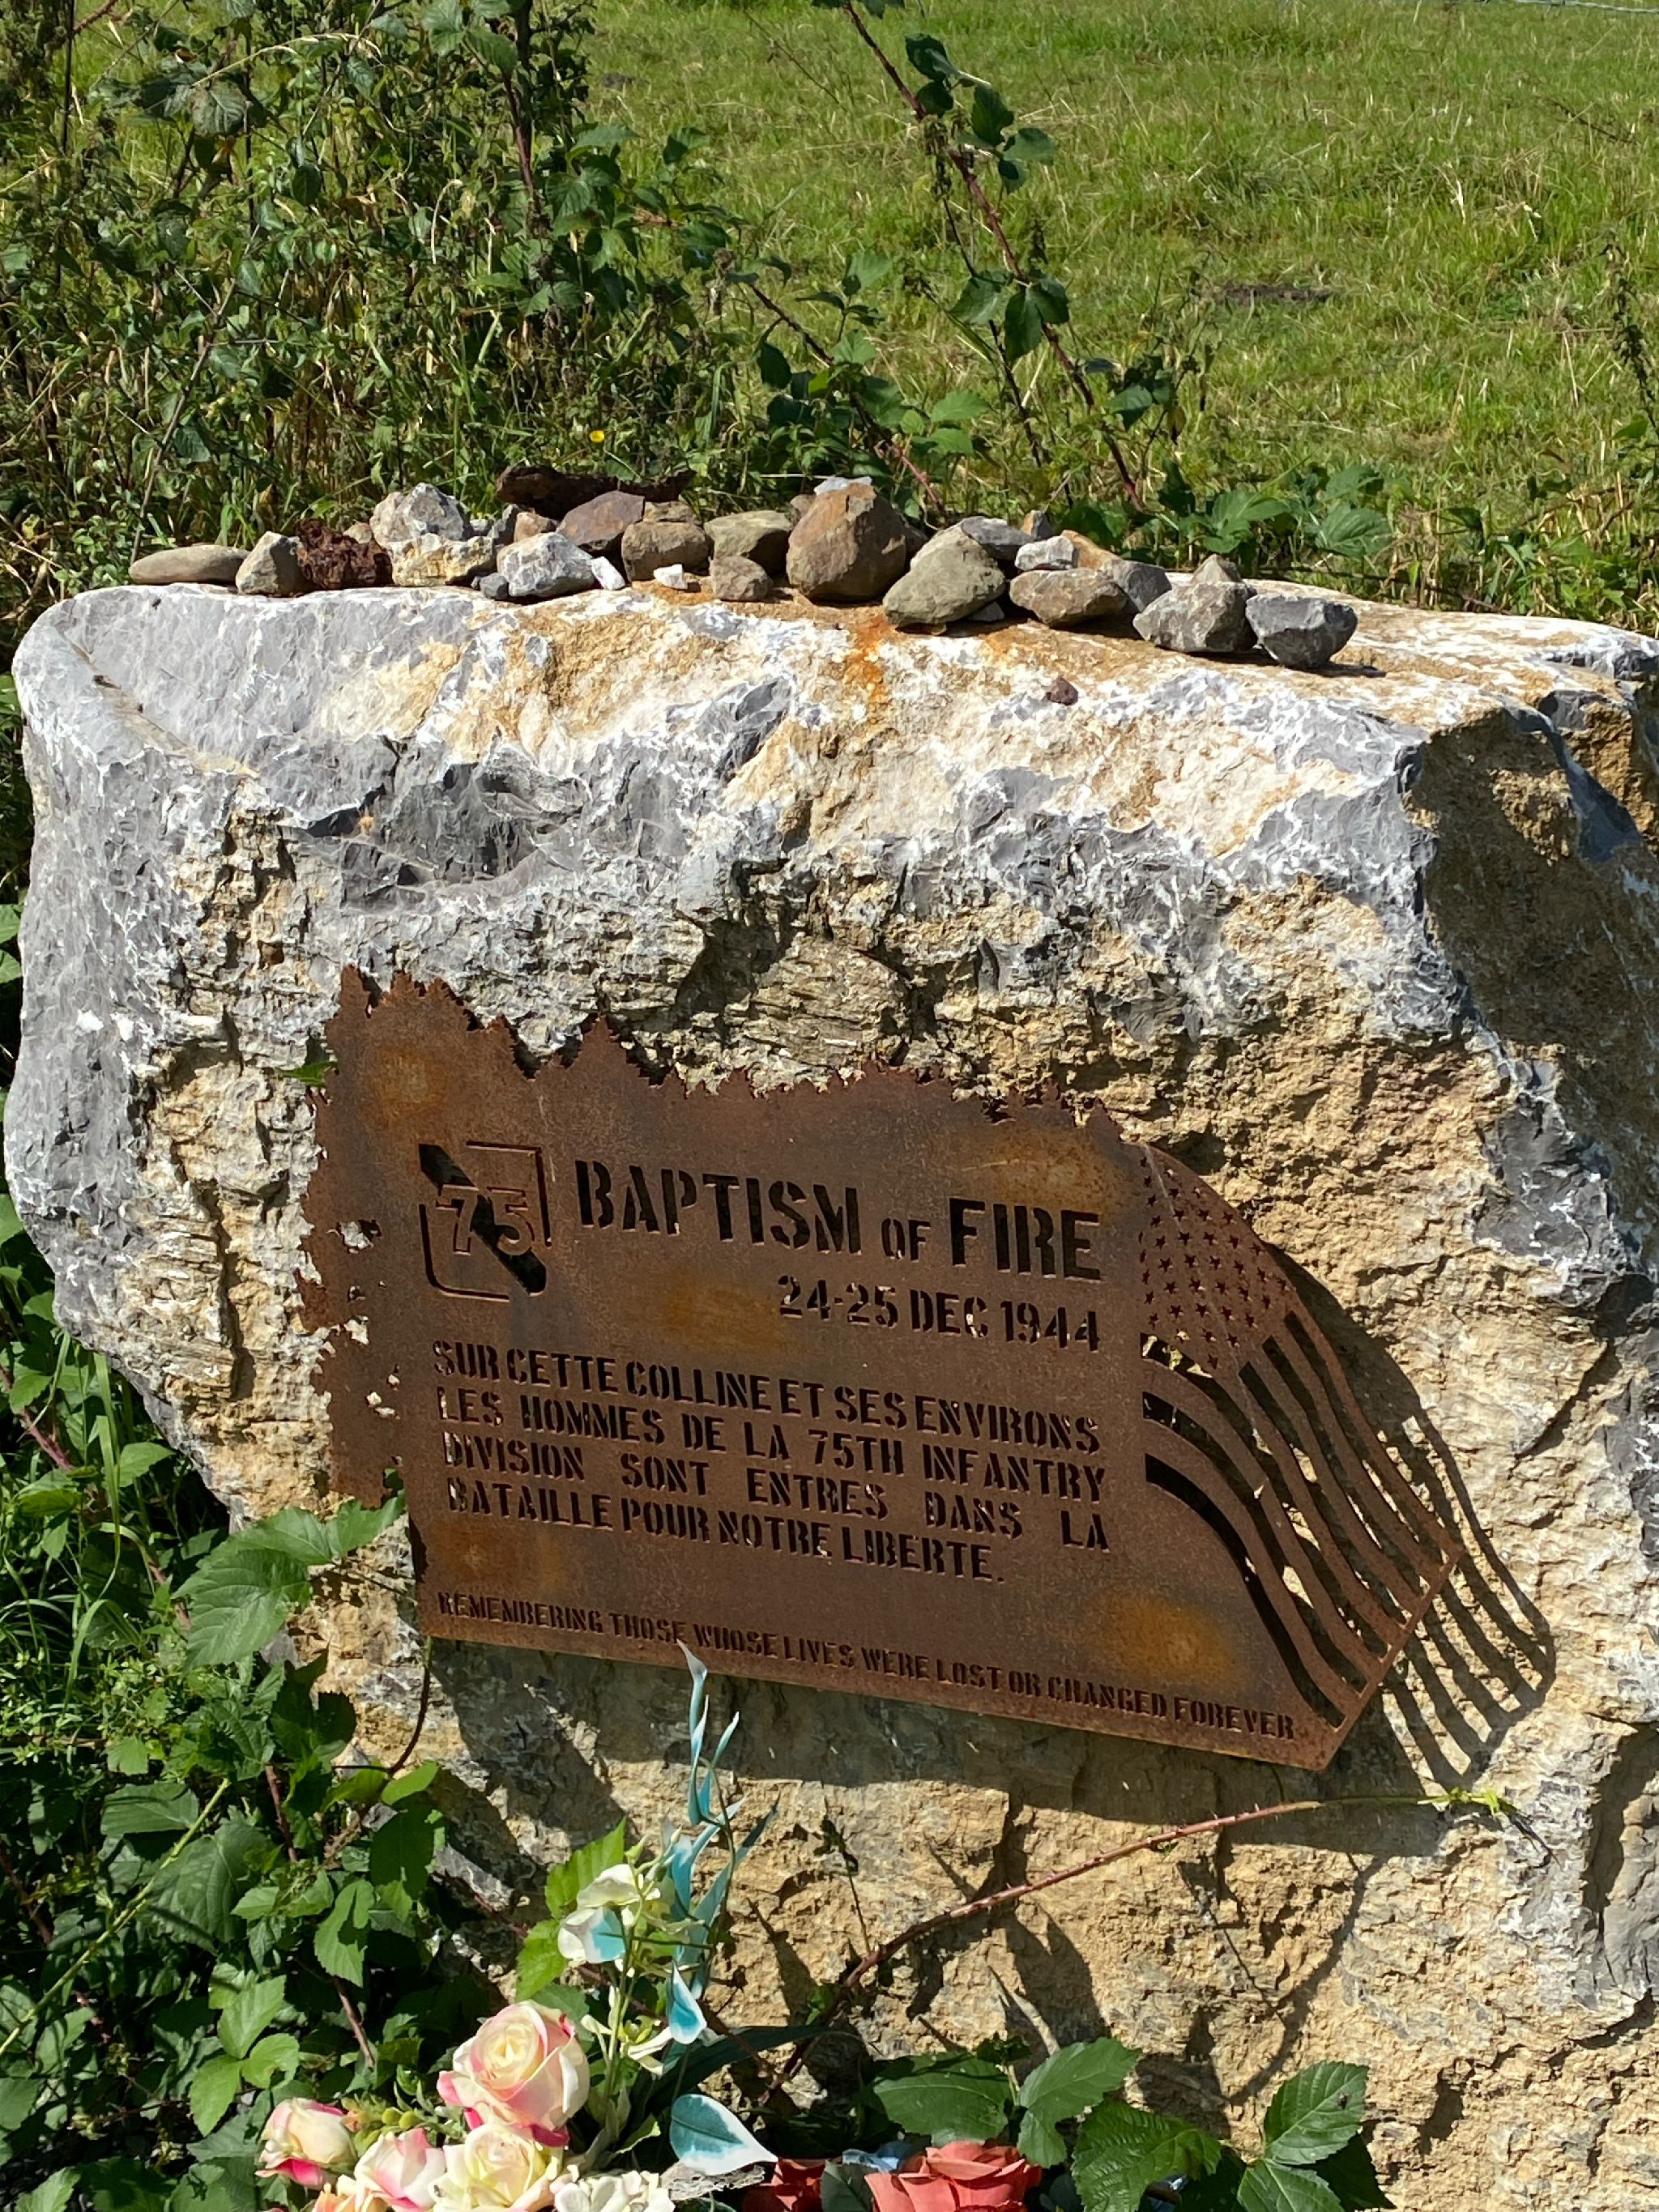 75
BAPTISM OF FIRE
24-25 DEC 1944
SUR CETTE COLLINE ET SES ENVIRONS
LES HOMMES DE LA 75TH INFANTRY
DIVISION SONT ENTRES DANS LA
BATAILLE POUR NOTRE LIBERTE.
REMEMBERING THOSE WHOSE LIVES WERE LOST OR CHANGED FOREVER